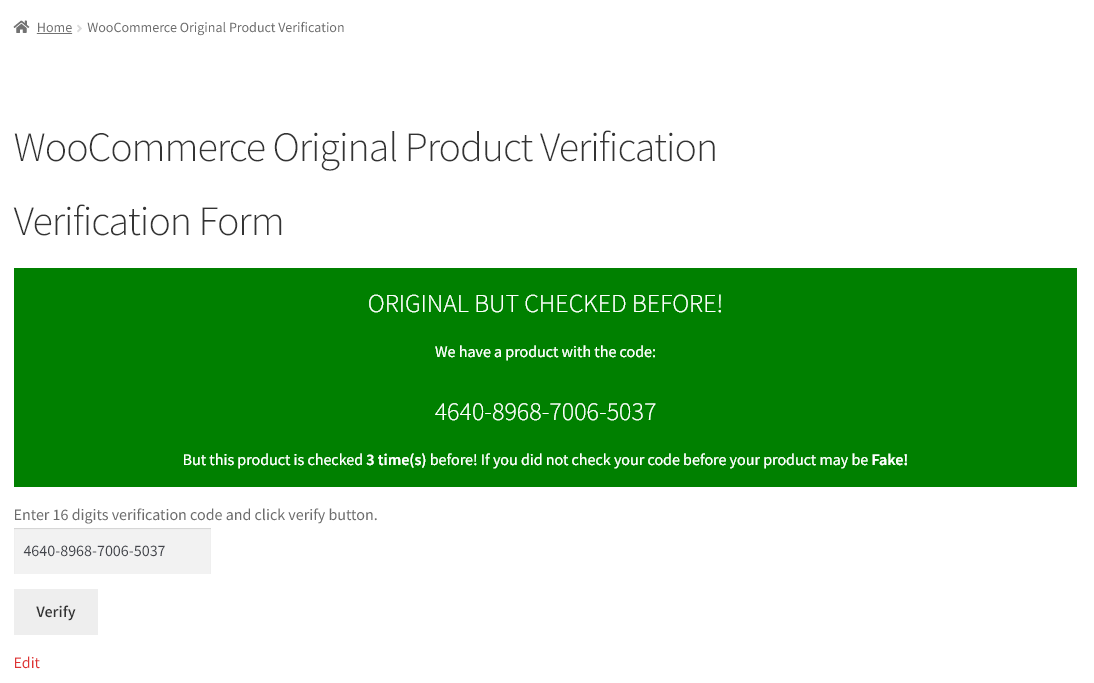 Home › WooCommerce Original Product Verification
WooCommerce Original Product Verification
Verification Form
ORIGINAL BUT CHECKED BEFORE!
We have a product with the code:
4640-8968-7006-5037
But this product is checked 3 time(s) before! If you did not check your code before your product may be Fake!
Enter 16 digits verification code and click verify button.
4640-8968-7006-5037
Verify
Edit